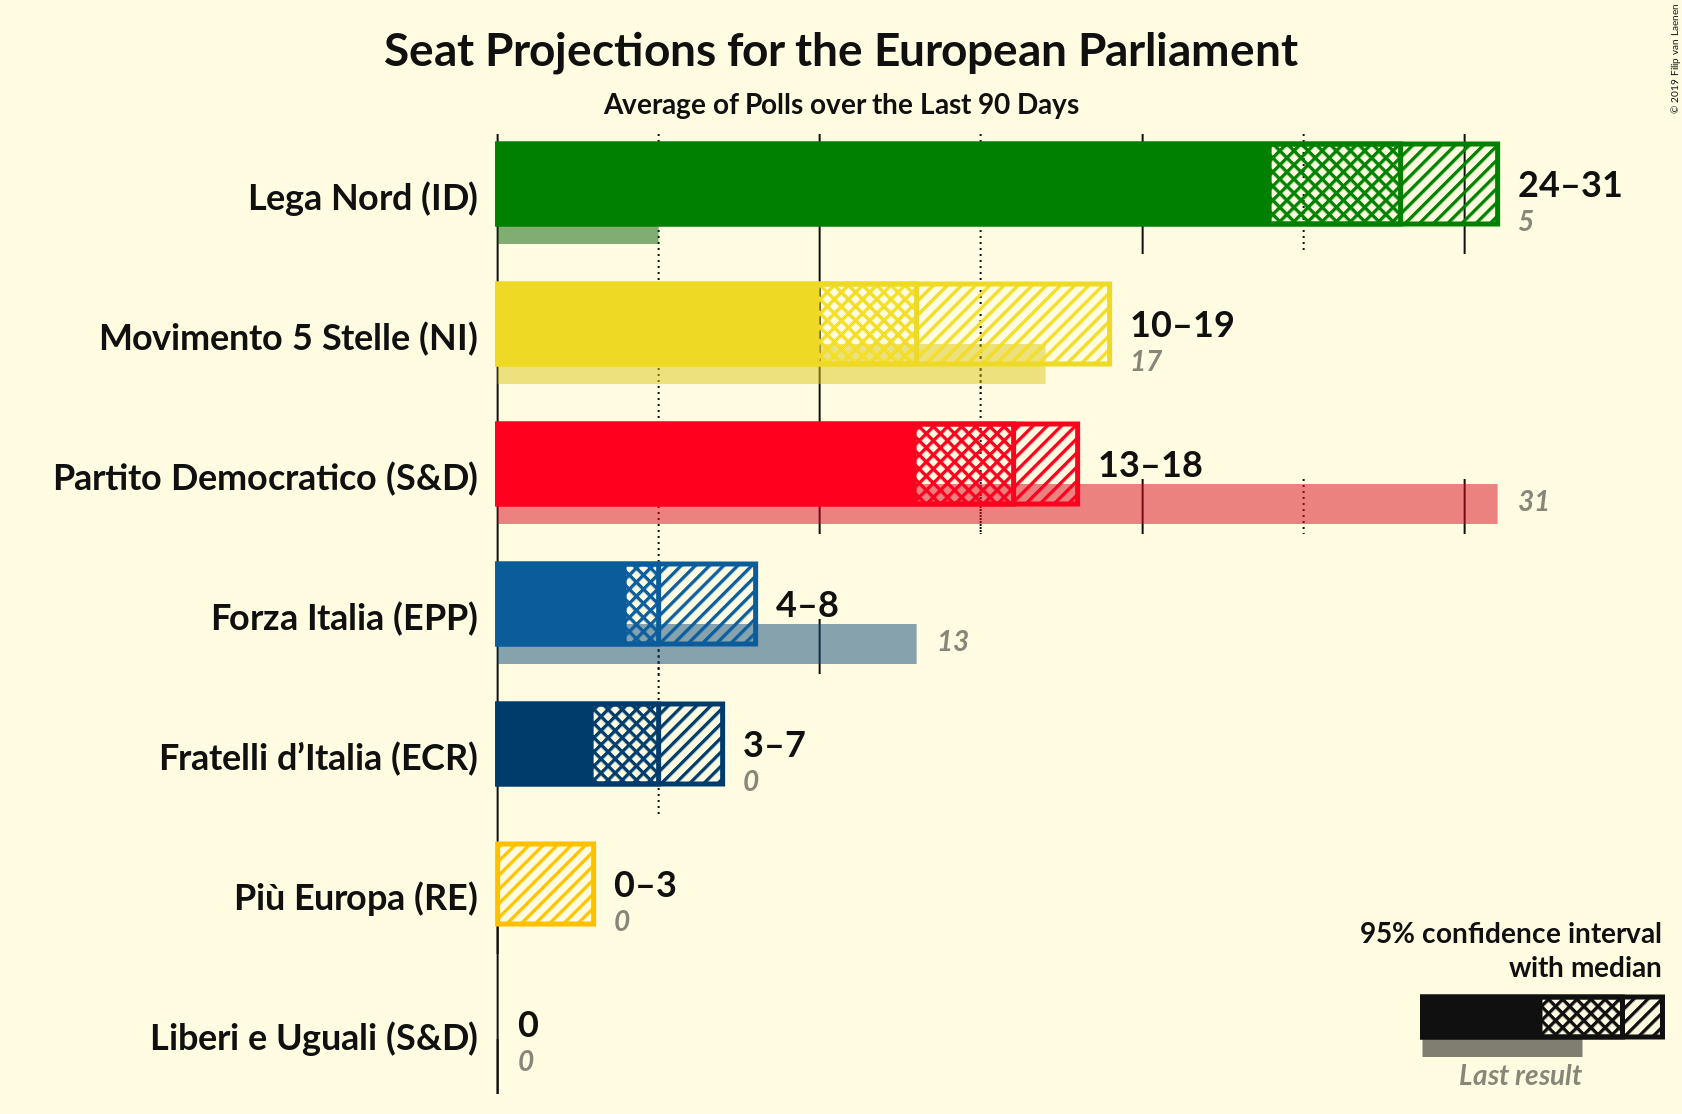 Seat Projections for the European Parliament
Average of Polls over the Last 90 Days
© 2019 Filip van Laenen
Lega Nord (ID)
24–31
5
Movimento 5 Stelle (NI)
10–19
17
Partito Democratico (S&D)
13–18
31
Forza Italia (EPP)
4–8
13
Fratelli d’Italia (ECR)
3–7
0
Più Europa (RE)
0–3
0
Liberi e Uguali (S&D)
0
0
95% confidence interval
with median
Last result